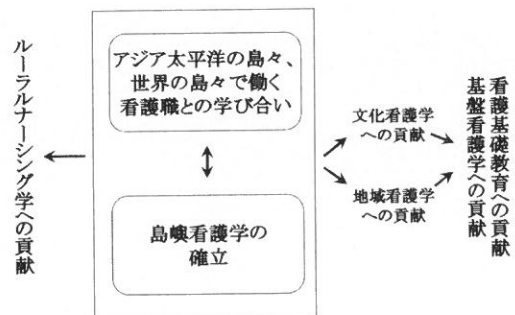 ルーラルナーシング学への貢献
アジア太平洋の島々、
世界の島々で働く
看護職との学び合い
島嶼看護学の
確立
文化看護学
への貢献
地域看護学
への貢献
看護基礎教育への貢献
基盤看護学への貢献